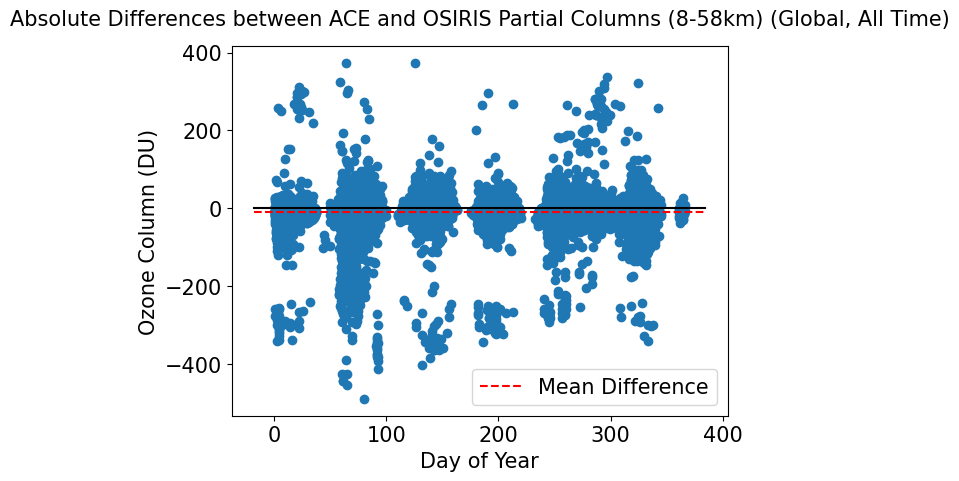 Absolute Differences between ACE and OSIRIS Partial Columns (8-58km) (Global, All Time)
400
200
0
−200
−400
Ozone Column (DU)
Mean Difference
0 100 200 300 400
Day of Year